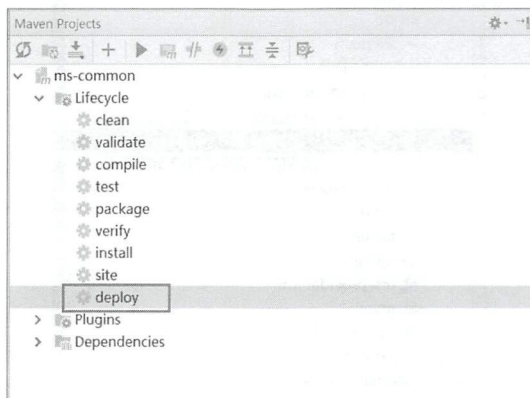 Maven Projects
ms-common
Lifecycle
clean
validate
compile
test
package
verify
install
site
deploy
Plugins
Dependencies